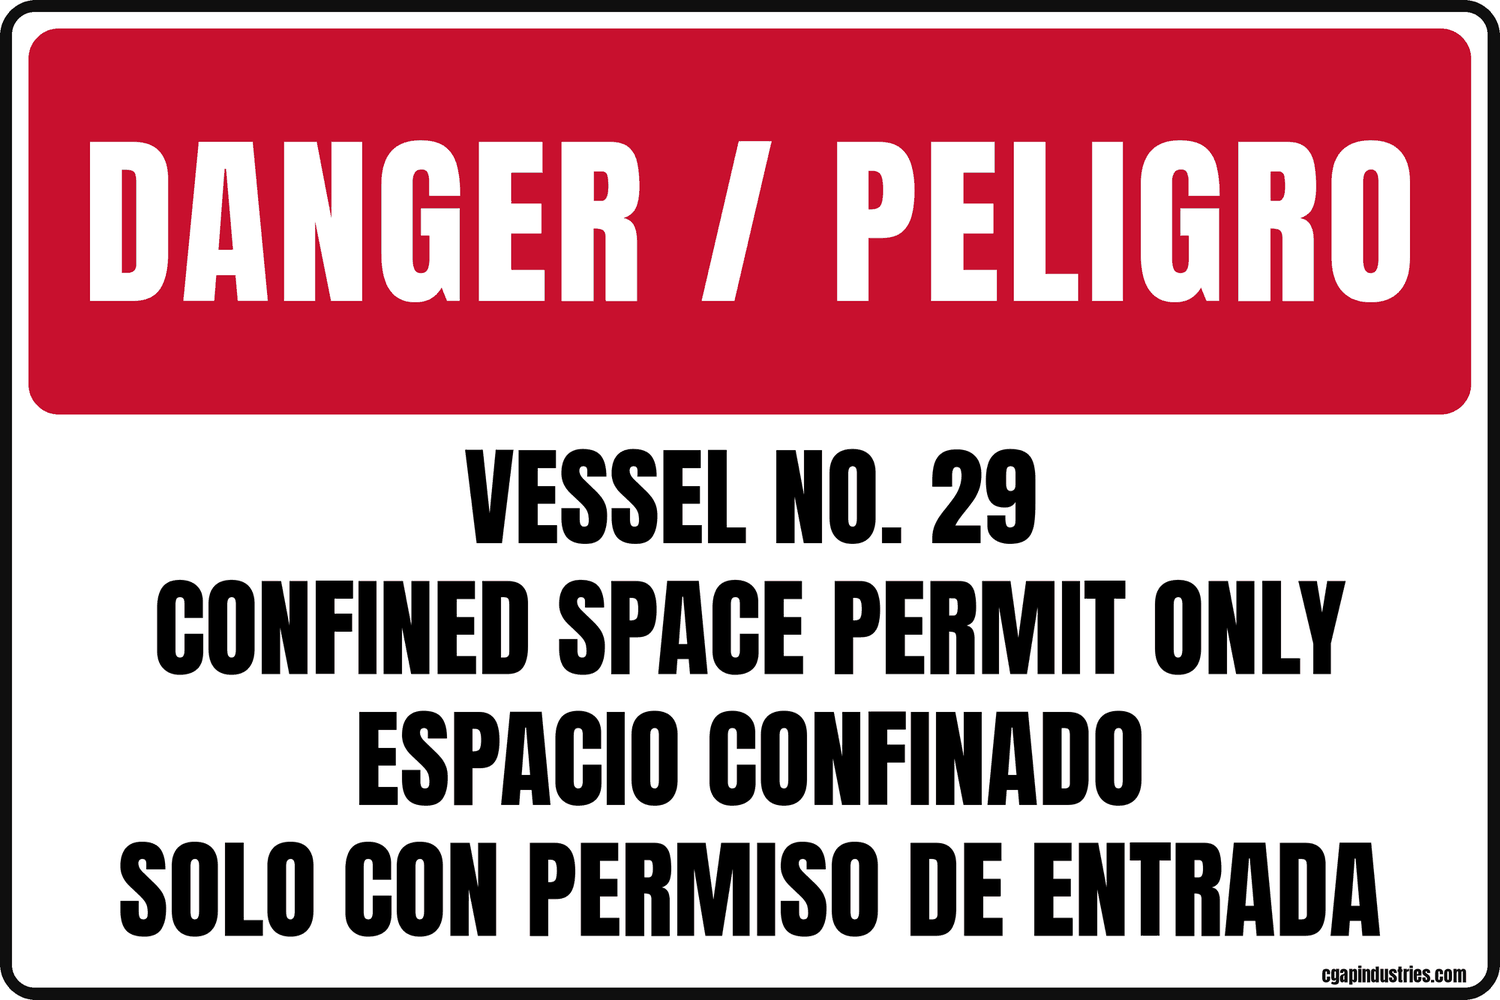 DANGER / PELIGRO
VESSEL NO. 29
CONFINED SPACE PERMIT ONLY
ESPACIO CONFINADO
SOLO CON PERMISO DE ENTRADA
cgapindustries.com